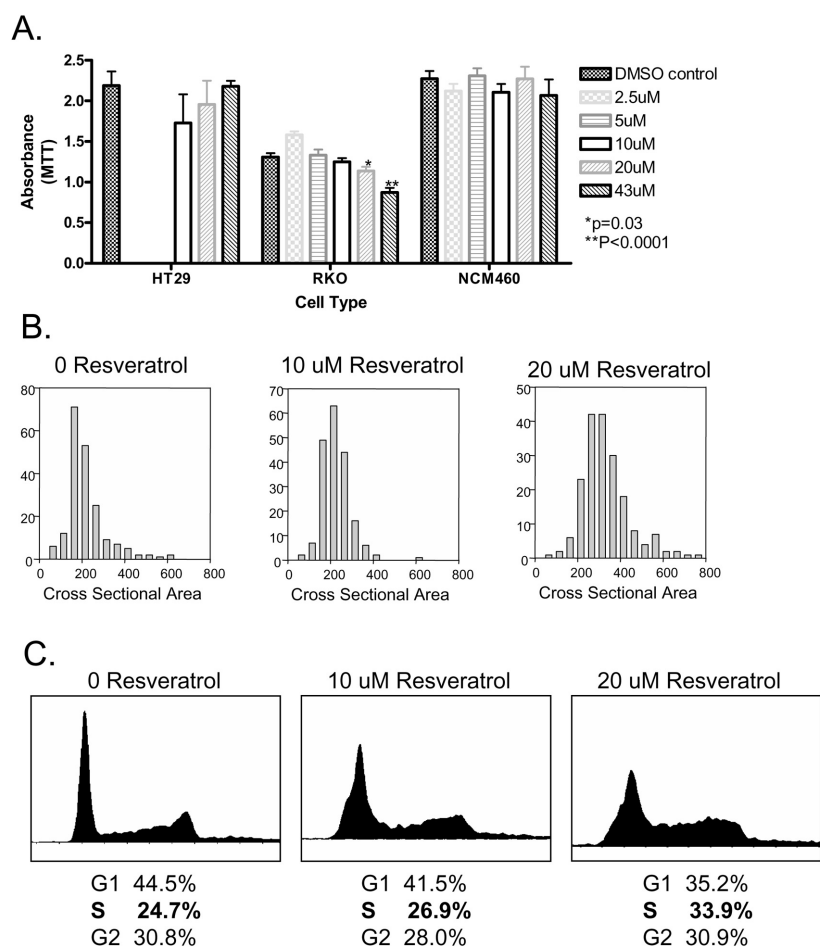 A.
2.5
2.0
1.5
1.0
0.5
0.0
Absorbance
(MTT)
HT29 RKO NCM460
Cell Type
*
**
DMSO control
2.5uM
5uM
10uM
20uM
43uM
*p=0.03
**P<0.0001
B.
0 Resveratrol
80
60
40
20
0
0 200 400 600 800
Cross Sectional Area
10 uM Resveratrol
70
60
50
40
30
20
10
0
0 200 400 600 800
Cross Sectional Area
20 uM Resveratrol
50
40
30
20
10
0
0 200 400 600 800
Cross Sectional Area
C.
0 Resveratrol
G1 44.5%
S 24.7%
G2 30.8%
10 uM Resveratrol
G1 41.5%
S 26.9%
G2 28.0%
20 uM Resveratrol
G1 35.2%
S 33.9%
G2 30.9%